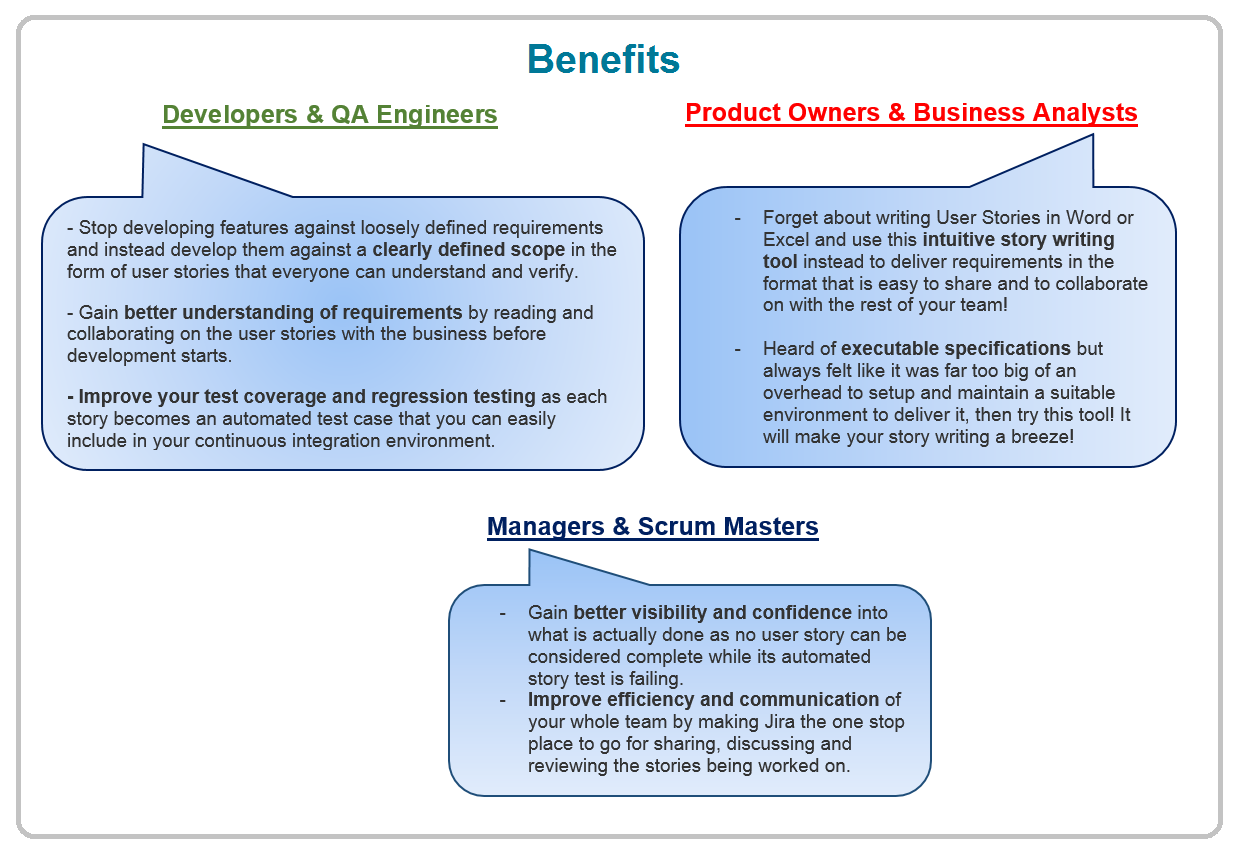 Benefits
Developers & QA Engineers
- Stop developing features against loosely defined requirements
and instead develop them against a clearly defined scope in the
form of user stories that everyone can understand and verify.
- Gain better understanding of requirements by reading and
collaborating on the user stories with the business before
development starts.
- Improve your test coverage and regression testing as each
story becomes an automated test case that you can easily
include in your continuous integration environment.
Product Owners & Business Analysts
- Forget about writing User Stories in Word or
Excel and use this intuitive story writing
tool instead to deliver requirements in the
format that is easy to share and to collaborate
on with the rest of your team!
- Heard of executable specifications but
always felt like it was far too big of an
overhead to setup and maintain a suitable
environment to deliver it, then try this tool! It
will make your story writing a breeze!
Managers & Scrum Masters
- Gain better visibility and confidence into
what is actually done as no user story can be
considered complete while its automated
story test is failing.
- Improve efficiency and communication of
your whole team by making Jira the one stop
place to go for sharing, discussing and
reviewing the stories being worked on.